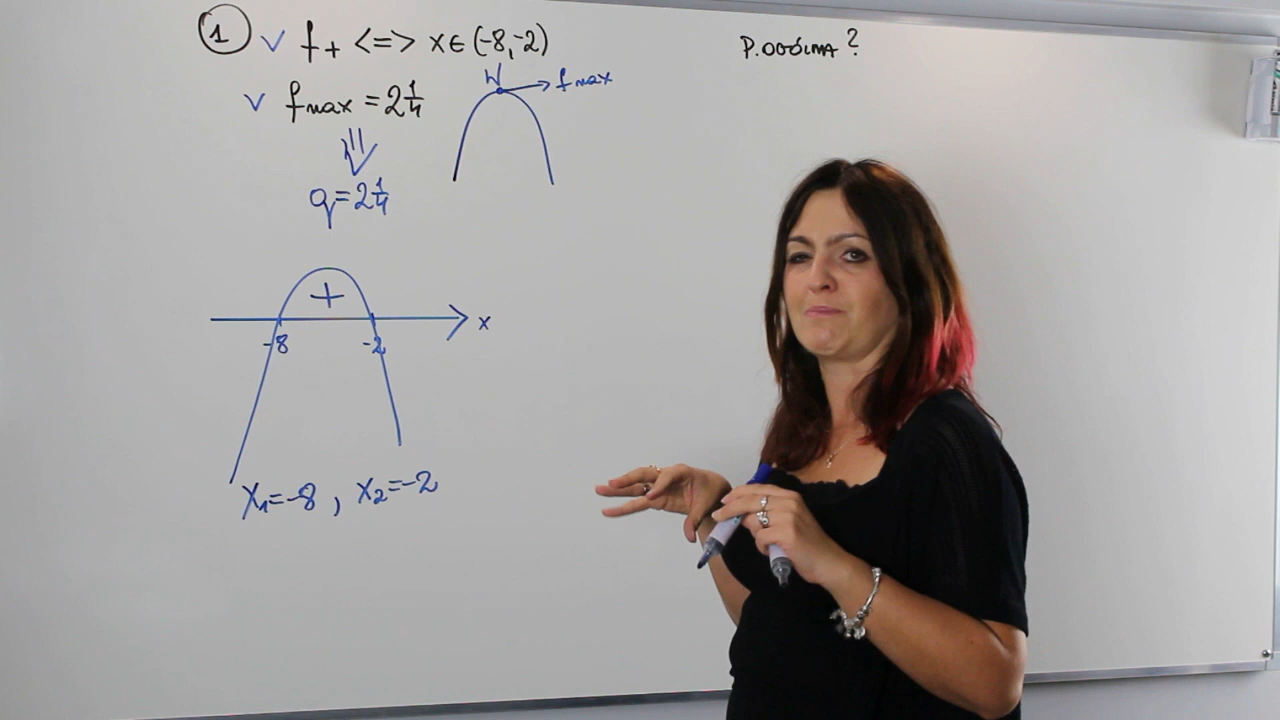 1 ∨ f+ <=> x∈(-8,-2)
∨ fmax = 2 1/4
⇓
q=2 1/4
W → fmax
+
-8 -2 x
x₁=-8 , x₂=-2
P. OGÓLNA ?